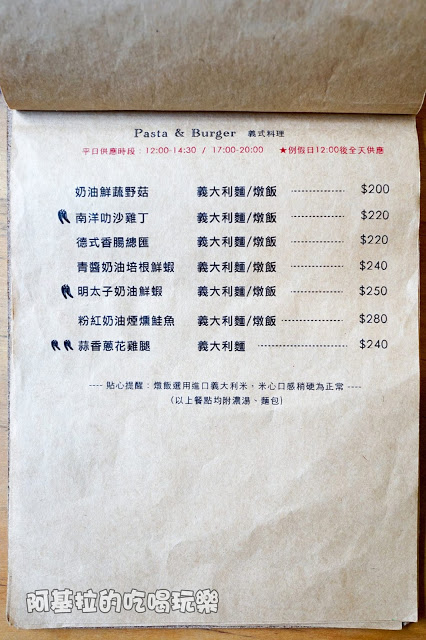 Pasta & Burger 義式料理
平日供應時段：12:00-14:30 / 17:00-20:00 ★例假日12:00後全天供應
奶油鮮蔬野菇 義大利麵/燉飯 $200
南洋叻沙雞丁 義大利麵/燉飯 $220
德式香腸總匯 義大利麵/燉飯 $220
青醬奶油培根鮮蝦 義大利麵/燉飯 $240
明太子奶油鮮蝦 義大利麵/燉飯 $250
粉紅奶油煙燻鮭魚 義大利麵/燉飯 $280
蒜香蔥花雞腿 義大利麵 $240
---- 貼心提醒：燉飯選用進口義大利米，米心口感稍硬為正常 ----
(以上餐點均附濃湯、麵包)
阿基拉的吃喝玩樂